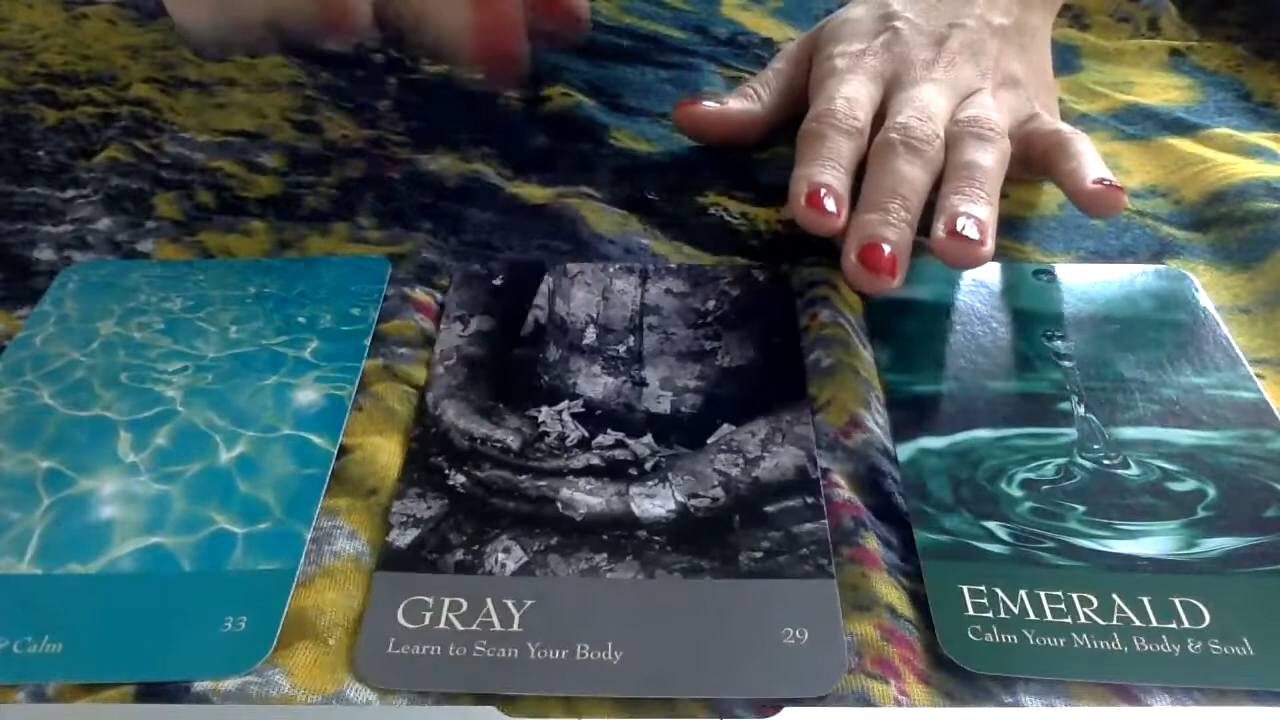 & Calm
33
GRAY
Learn to Scan Your Body
29
EMERALD
Calm Your Mind, Body & Soul